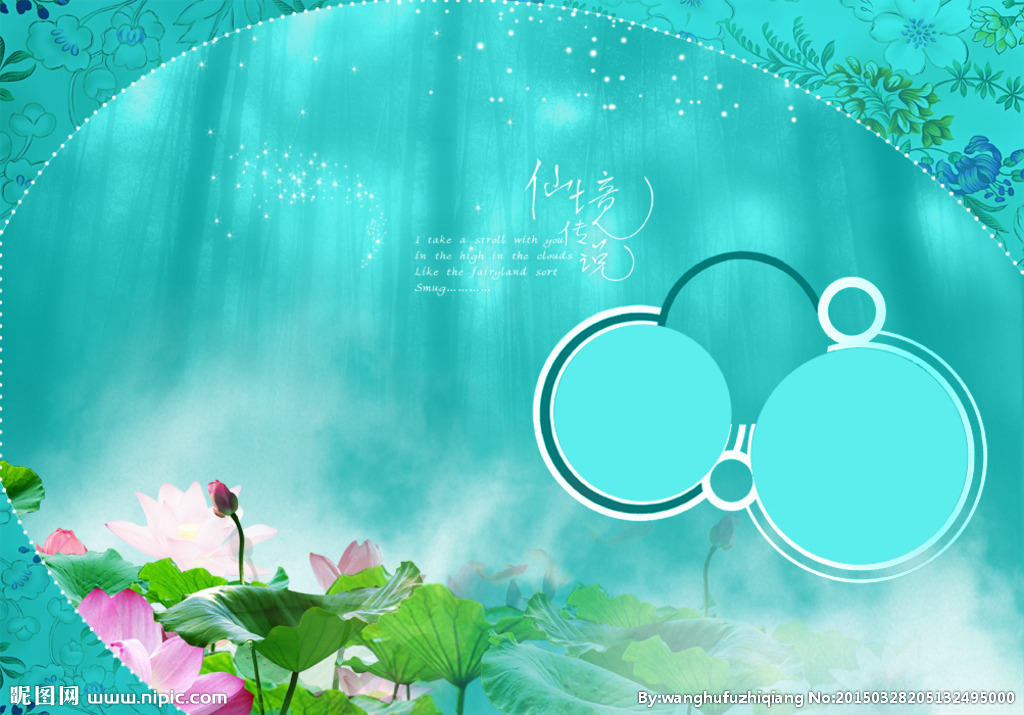 仙境
传说
I take a stroll with you
in the high in the clouds
Like the fairyland sort
Smug…………
昵图网 www.nipic.com
By:wanghufuzhiqiang No:20150328205132495000